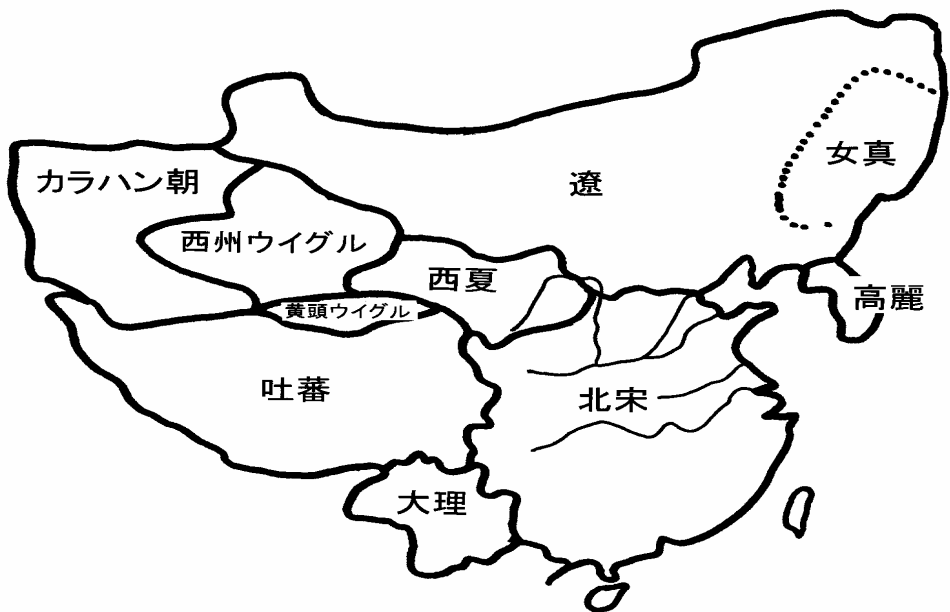 カラハン朝
女真
遼
西州ウイグル
西夏
黄頭ウイグル
高麗
吐蕃
北宋
大理